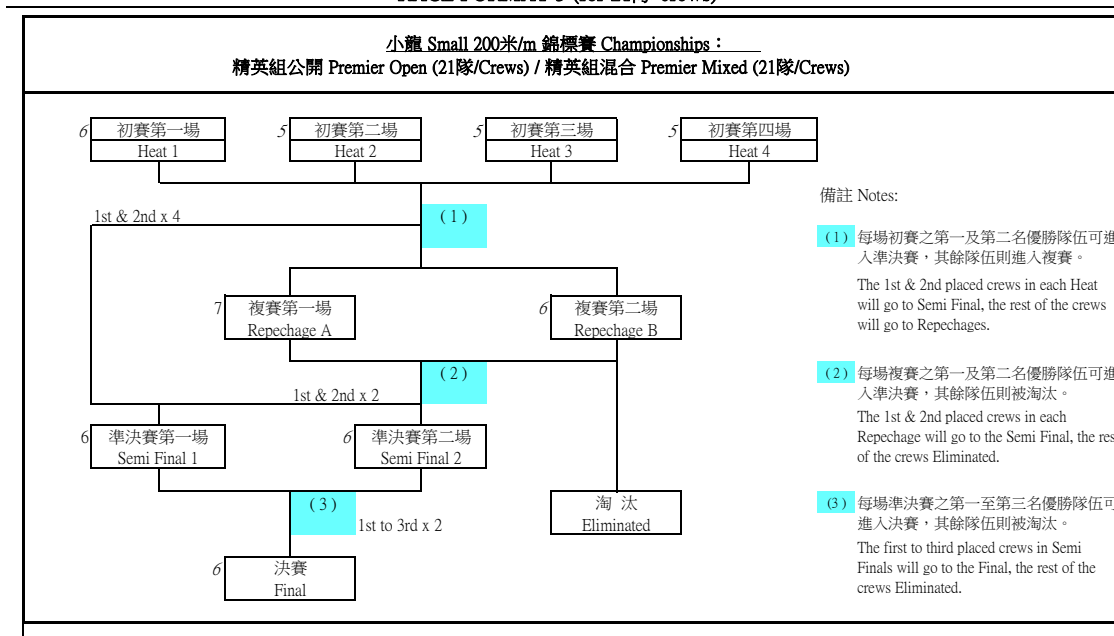 小龍 Small 200米/m 錦標賽 Championships：
精英組公開 Premier Open (21隊/Crews) / 精英組混合 Premier Mixed (21隊/Crews)
6 初賽第一場 5 初賽第二場 5 初賽第三場 5 初賽第四場
Heat 1 Heat 2 Heat 3 Heat 4
備註 Notes:
1st & 2nd x 4
(1)
(1) 每場初賽之第一及第二名優勝隊伍可進
入準決賽，其餘隊伍則進入複賽。
The 1st & 2nd placed crews in each Heat
will go to Semi Final, the rest of the crews
will go to Repechages.
7 複賽第一場 6 複賽第二場
Repechage A Repechage B
(2)
1st & 2nd x 2
(2) 每場複賽之第一及第二名優勝隊伍可進
入準決賽，其餘隊伍則被淘汰。
The 1st & 2nd placed crews in each
Repechage will go to the Semi Final, the res
of the crews Eliminated.
6 準決賽第一場 6 準決賽第二場
Semi Final 1 Semi Final 2
(3)
1st to 3rd x 2
淘 汰
Eliminated
(3) 每場準決賽之第一至第三名優勝隊伍可
進入決賽，其餘隊伍則被淘汰。
The first to third placed crews in Semi
Finals will go to the Final, the rest of the
crews Eliminated.
6 決賽
Final